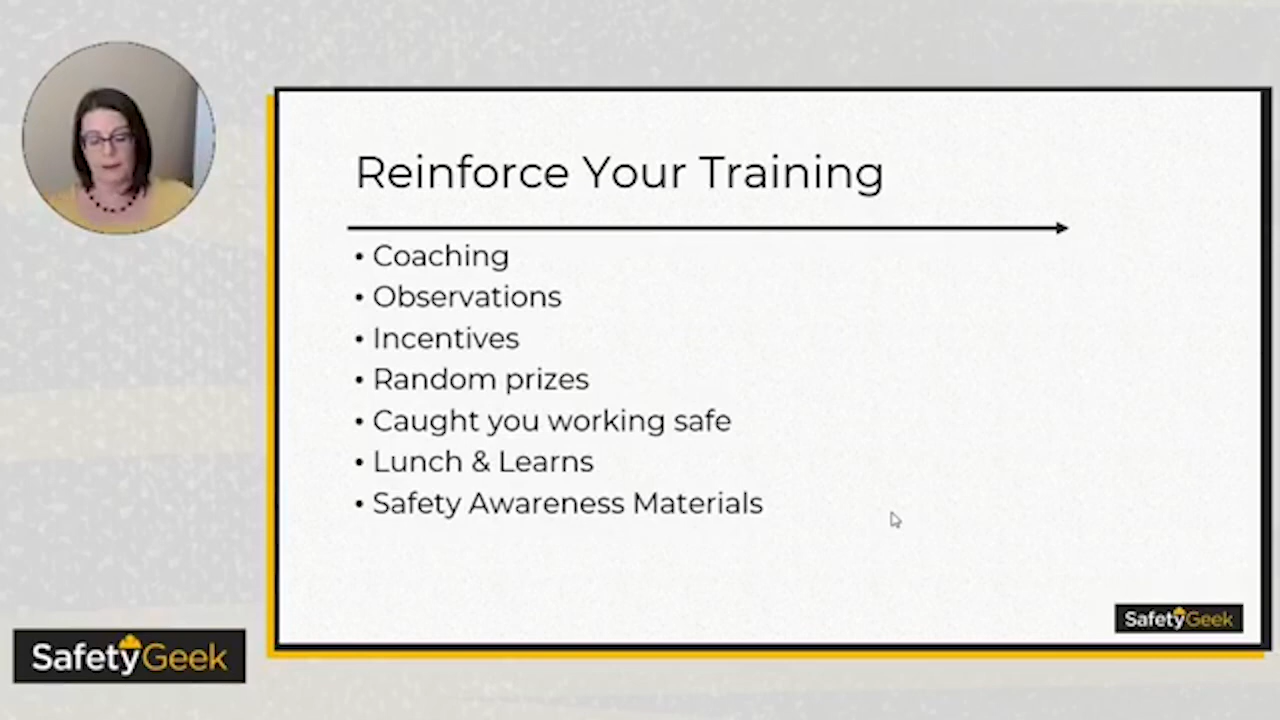 Reinforce Your Training
• Coaching
• Observations
• Incentives
• Random prizes
• Caught you working safe
• Lunch & Learns
• Safety Awareness Materials
SafetyGeek
SafetyGeek